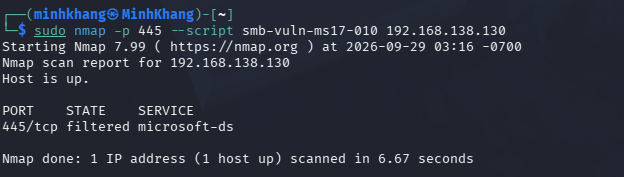 ┌──(minhkhang㉿MinhKhang)-[~]
└─$ sudo nmap -p 445 --script smb-vuln-ms17-010 192.168.138.130
Starting Nmap 7.99 ( https://nmap.org ) at 2026-09-29 03:16 -0700
Nmap scan report for 192.168.138.130
Host is up.

PORT    STATE    SERVICE
445/tcp filtered microsoft-ds

Nmap done: 1 IP address (1 host up) scanned in 6.67 seconds